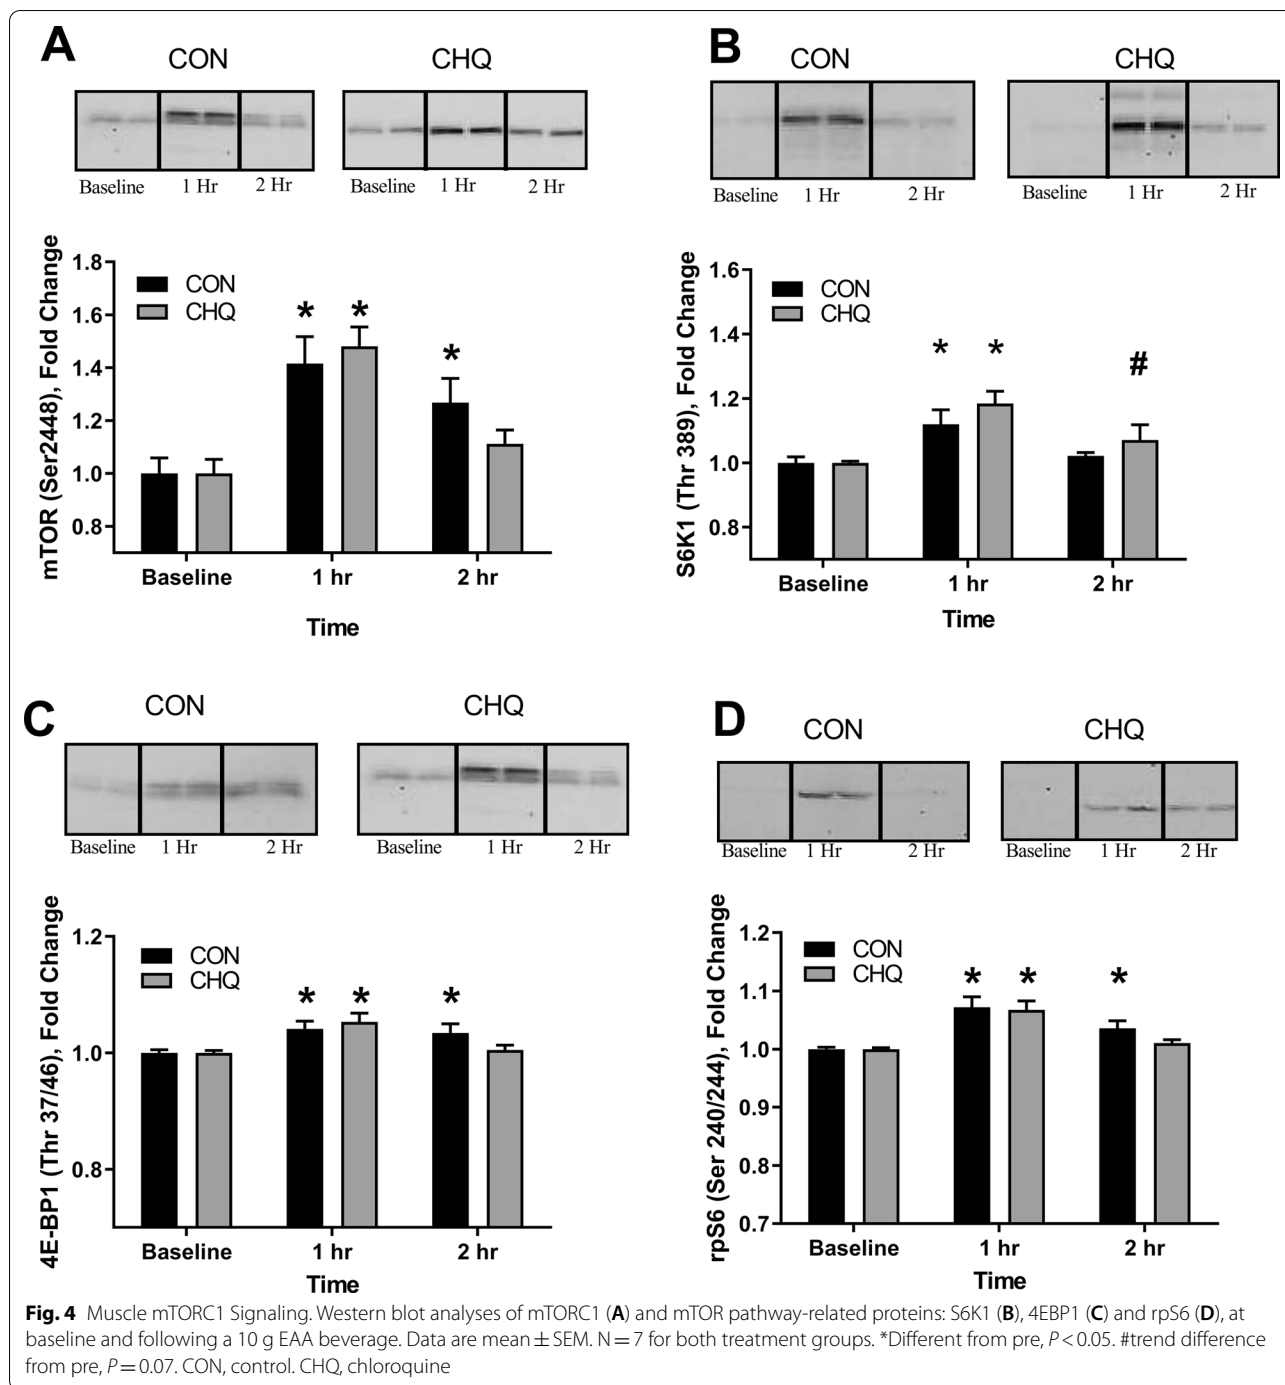 A
CON
CHQ
Baseline 1 Hr 2 Hr
Baseline 1 Hr 2 Hr
mTOR (Ser2448), Fold Change
1.8
1.6
1.4
1.2
1.0
0.8
CON
CHQ
* * *
Baseline 1 hr 2 hr
Time
B
CON
CHQ
Baseline 1 Hr 2 Hr
Baseline 1 Hr 2 Hr
S6K1 (Thr 389), Fold Change
1.6
1.4
1.2
1.0
0.8
CON
CHQ
* * #
Baseline 1 hr 2 hr
Time
C
CON
CHQ
Baseline 1 Hr 2 Hr
Baseline 1 Hr 2 Hr
4E-BP1 (Thr 37/46), Fold Change
1.2
1.0
0.8
CON
CHQ
* * *
Baseline 1 hr 2 hr
Time
D
CON
CHQ
Baseline 1 Hr 2 Hr
Baseline 1 Hr 2 Hr
rpS6 (Ser 240/244), Fold Change
1.2
1.1
1.0
0.9
0.8
0.7
CON
CHQ
* * *
Baseline 1 hr 2 hr
Time
Fig. 4 Muscle mTORC1 Signaling. Western blot analyses of mTORC1 (A) and mTOR pathway-related proteins: S6K1 (B), 4EBP1 (C) and rpS6 (D), at
baseline and following a 10 g EAA beverage. Data are mean ± SEM. N = 7 for both treatment groups. *Different from pre, P < 0.05. #trend difference
from pre, P = 0.07. CON, control. CHQ, chloroquine